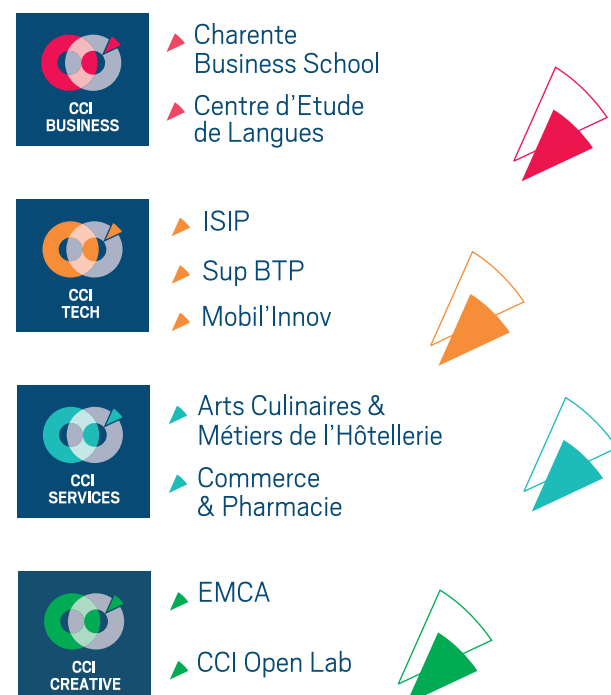 CCI
BUSINESS
Charente
Business School
Centre d'Etude
de Langues
CCI
TECH
ISIP
Sup BTP
Mobil'Innov
CCI
SERVICES
Arts Culinaires &
Métiers de l'Hôtellerie
Commerce
& Pharmacie
CCI
CREATIVE
EMCA
CCI Open Lab